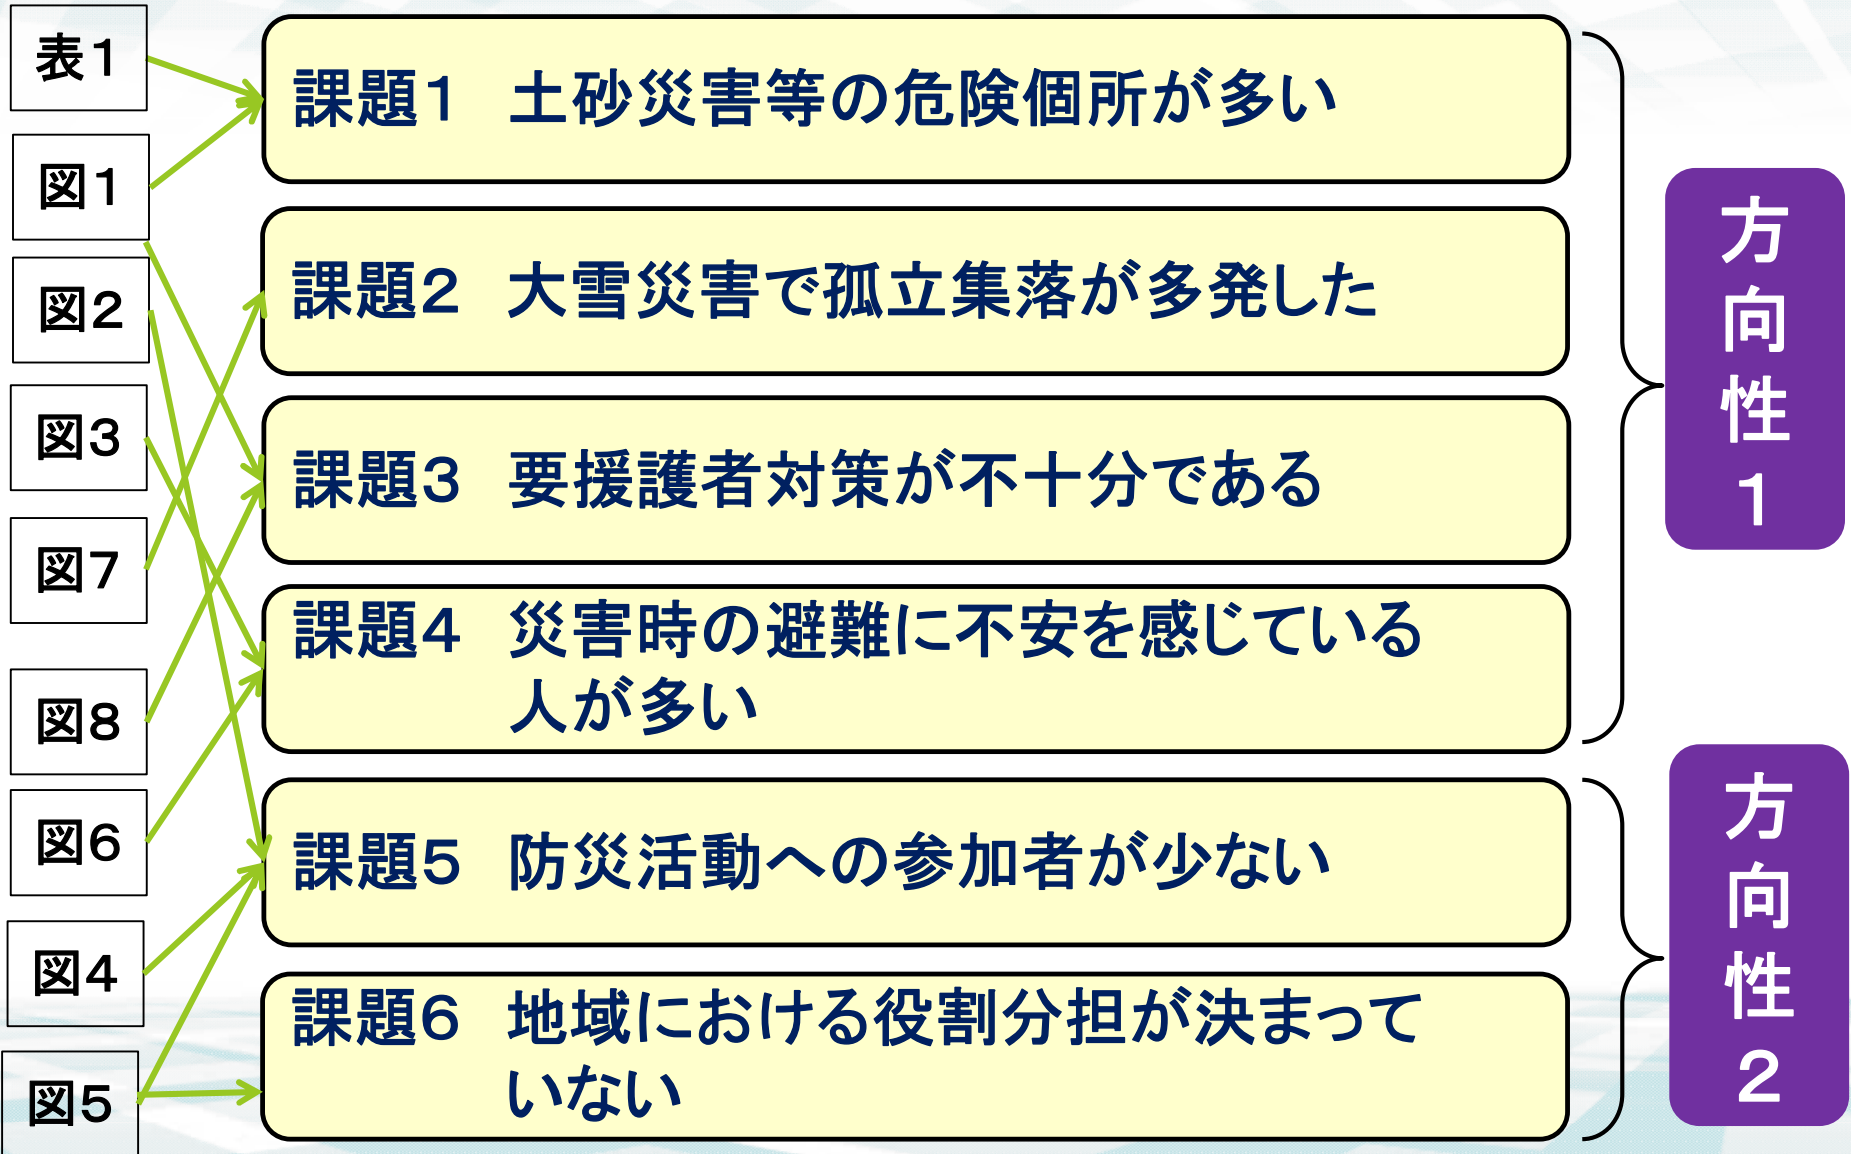 表１
図１
図２
図３
図７
図８
図６
図４
図５
課題１　土砂災害等の危険個所が多い
課題２　大雪災害で孤立集落が多発した
課題３　要援護者対策が不十分である
課題４　災害時の避難に不安を感じている
人が多い
課題５　防災活動への参加者が少ない
課題６　地域における役割分担が決まって
いない
方向性１
方向性２